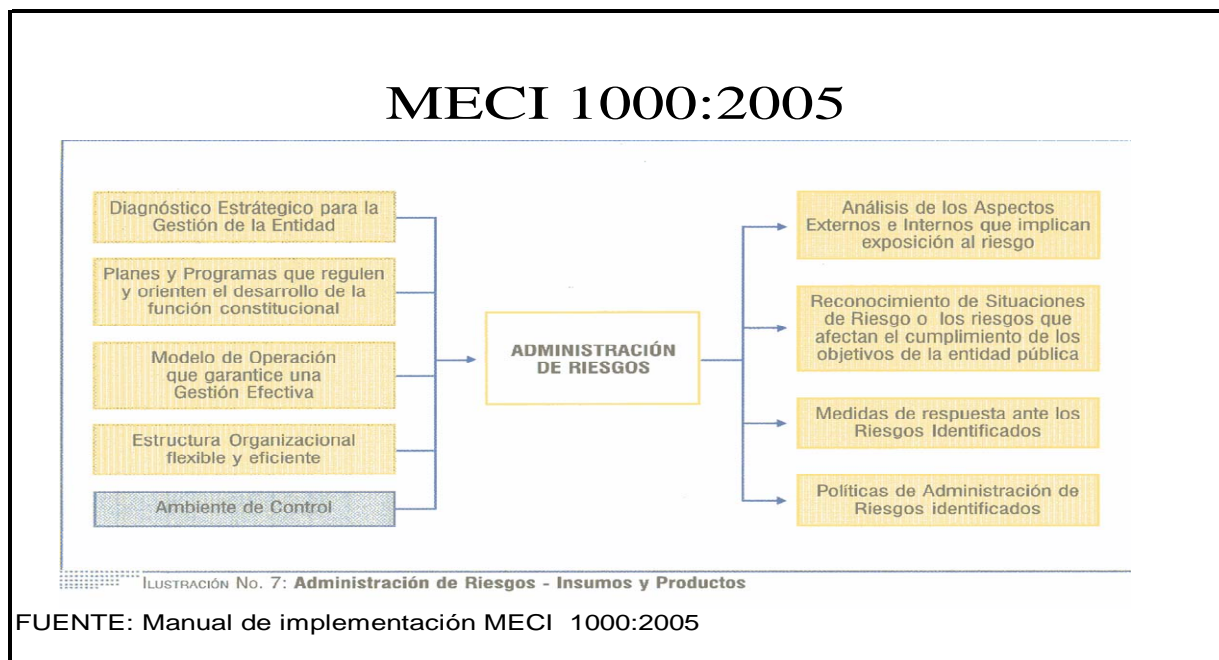 MECI 1000:2005
Diagnóstico Estrátegico para la
Gestión de la Entidad
Planes y Programas que regulen
y orienten el desarrollo de la
función constitucional
Modelo de Operación
que garantice una
Gestión Efectiva
Estructura Organizacional
flexible y eficiente
Ambiente de Control
ADMINISTRACIÓN
DE RIESGOS
Análisis de los Aspectos
Externos e Internos que implican
exposición al riesgo
Reconocimiento de Situaciones
de Riesgo o los riesgos que
afectan el cumplimiento de los
objetivos de la entidad pública
Medidas de respuesta ante los
Riesgos Identificados
Políticas de Administración de
Riesgos identificados
ILUSTRACIÓN No. 7: Administración de Riesgos - Insumos y Productos
FUENTE: Manual de implementación MECI 1000:2005